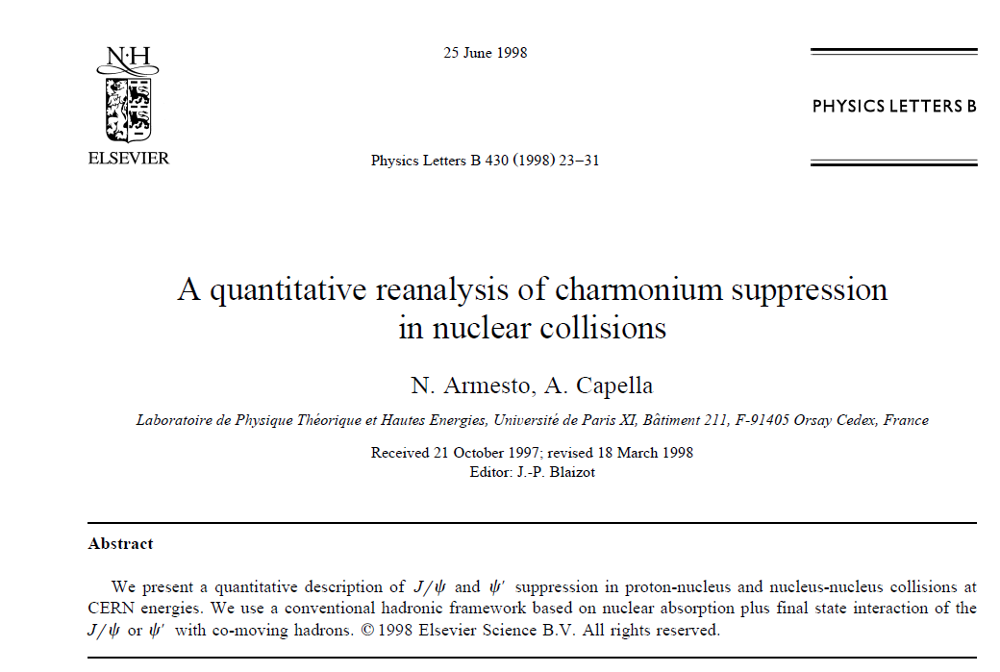 N·H
ELSEVIER
25 June 1998
Physics Letters B 430 (1998) 23–31
PHYSICS LETTERS B
A quantitative reanalysis of charmonium suppression
in nuclear collisions
N. Armesto, A. Capella
Laboratoire de Physique Théorique et Hautes Energies, Université de Paris XI, Bâtiment 211, F-91405 Orsay Cedex, France
Received 21 October 1997; revised 18 March 1998
Editor: J.-P. Blaizot
Abstract
We present a quantitative description of J/ψ and ψ′ suppression in proton-nucleus and nucleus-nucleus collisions at
CERN energies. We use a conventional hadronic framework based on nuclear absorption plus final state interaction of the
J/ψ or ψ′ with co-moving hadrons. © 1998 Elsevier Science B.V. All rights reserved.